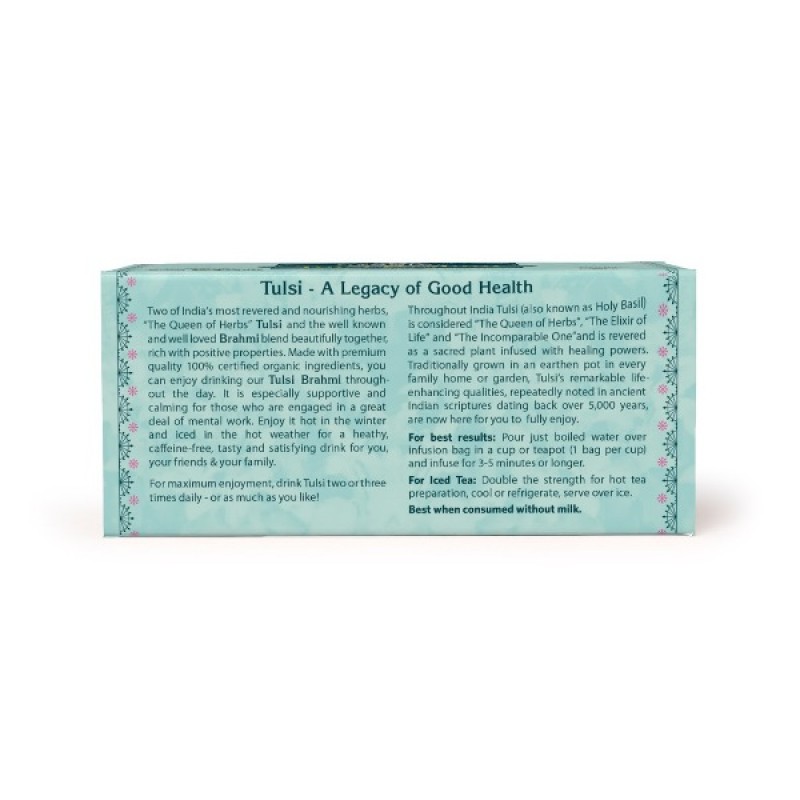 Tulsi - A Legacy of Good Health
Two of India's most revered and nourishing herbs,
"The Queen of Herbs" Tulsi and the well known
and well loved Brahmi blend beautifully together,
rich with positive properties. Made with premium
quality 100% certified organic ingredients, you
can enjoy drinking our Tulsi Brahmi through-
out the day. It is especially supportive and
calming for those who are engaged in a great
deal of mental work. Enjoy it hot in the winter
and iced in the hot weather for a heathy,
caffeine-free, tasty and satisfying drink for you,
your friends & your family.
For maximum enjoyment, drink Tulsi two or three
times daily - or as much as you like!
Throughout India Tulsi (also known as Holy Basil)
is considered "The Queen of Herbs", "The Elixir of
Life" and "The Incomparable One"and is revered
as a sacred plant infused with healing powers.
Traditionally grown in an earthen pot in every
family home or garden, Tulsi's remarkable life-
enhancing qualities, repeatedly noted in ancient
Indian scriptures dating back over 5,000 years,
are now here for you to fully enjoy.
For best results: Pour just boiled water over
infusion bag in a cup or teapot (1 bag per cup)
and infuse for 3-5 minutes or longer.
For Iced Tea: Double the strength for hot tea
preparation, cool or refrigerate, serve over ice.
Best when consumed without milk.